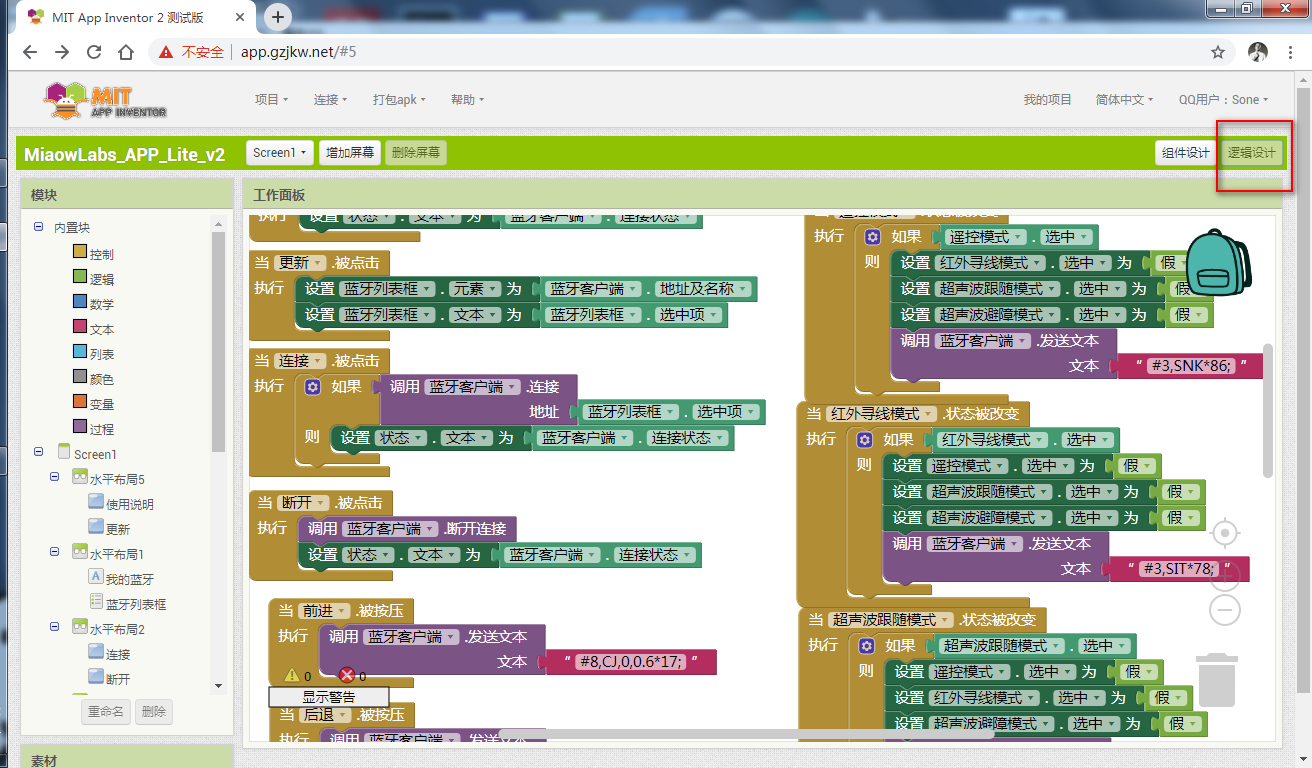 MIT App Inventor 2 测试版
不安全 app.gzjkw.net/#5
MIT
APP INVENTOR
项目 连接 打包apk 帮助 我的项目 简体中文 QQ用户：Sone
MiaowLabs_APP_Lite_v2 Screen1 增加屏幕 删除屏幕 组件设计 逻辑设计
模块
内置块
控制
逻辑
数学
文本
列表
颜色
变量
过程
Screen1
水平布局5
使用说明
更新
水平布局1
我的蓝牙
蓝牙列表框
水平布局2
连接
断开
重命名 删除
素材
工作面板
执行 设置 状态 . 文本 为 蓝牙客户端 . 连接状态
当 更新 .被点击
执行 设置 蓝牙列表框 . 元素 为 蓝牙客户端 . 地址及名称
设置 蓝牙列表框 . 文本 为 蓝牙列表框 . 选中项
当 连接 .被点击
执行 如果 调用 蓝牙客户端 .连接
地址 蓝牙列表框 . 选中项
则 设置 状态 . 文本 为 蓝牙客户端 . 连接状态
当 断开 .被点击
执行 调用 蓝牙客户端 .断开连接
设置 状态 . 文本 为 蓝牙客户端 . 连接状态
当 前进 .被按压
执行 调用 蓝牙客户端 .发送文本
文本 " #8,CJ,0,0.6*17; "
0 0
显示警告
当 后退 .被按压
执行 调用 蓝牙客户端 .发送文本
当 遥控模式 .状态被改变
执行 如果 遥控模式 . 选中
则 设置 红外寻线模式 . 选中 为 假
设置 超声波跟随模式 . 选中 为 假
设置 超声波避障模式 . 选中 为 假
调用 蓝牙客户端 .发送文本
文本 " #3,SNK*86; "
当 红外寻线模式 .状态被改变
执行 如果 红外寻线模式 . 选中
则 设置 遥控模式 . 选中 为 假
设置 超声波跟随模式 . 选中 为 假
设置 超声波避障模式 . 选中 为 假
调用 蓝牙客户端 .发送文本
文本 " #3,SIT*78; "
当 超声波跟随模式 .状态被改变
执行 如果 超声波跟随模式 . 选中
则 设置 遥控模式 . 选中 为 假
设置 红外寻线模式 . 选中 为 假
设置 超声波避障模式 . 选中 为 假